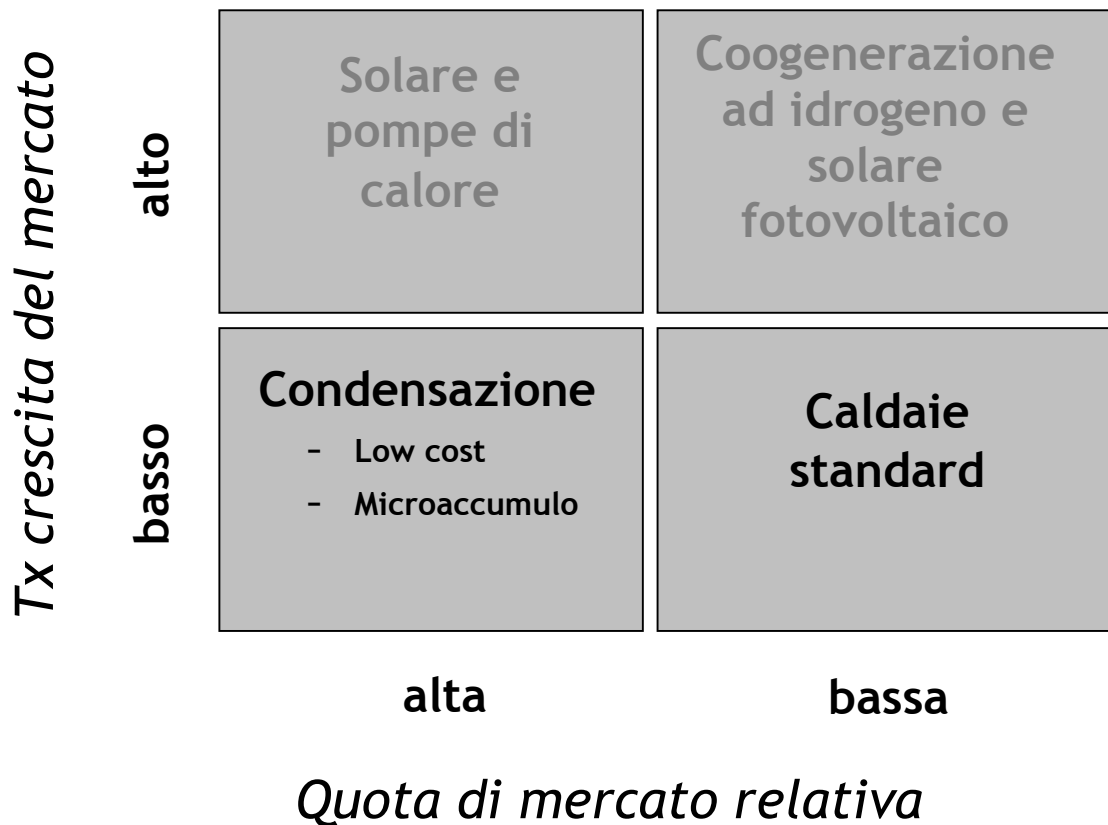 Tx crescita del mercato
alto
basso
Solare e
pompe di
calore
Coogenerazione
ad idrogeno e
solare
fotovoltaico
Condensazione
– Low cost
– Microaccumulo
Caldaie
standard
alta
bassa
Quota di mercato relativa